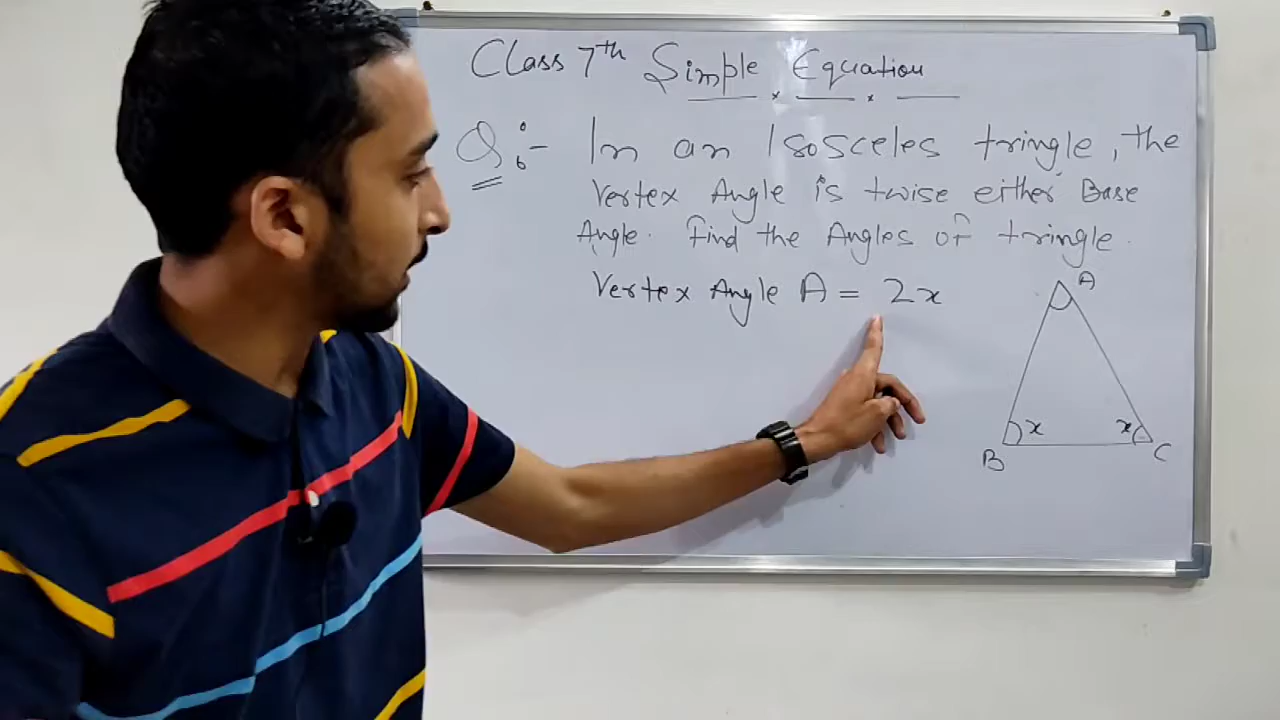 Class 7th Simple Equation
Q:- In an Isosceles tringle, the
Vertex Angle is twise either Base
Angle. Find the Angles of tringle.
Vertex Angle A = 2x
A
x x
B C